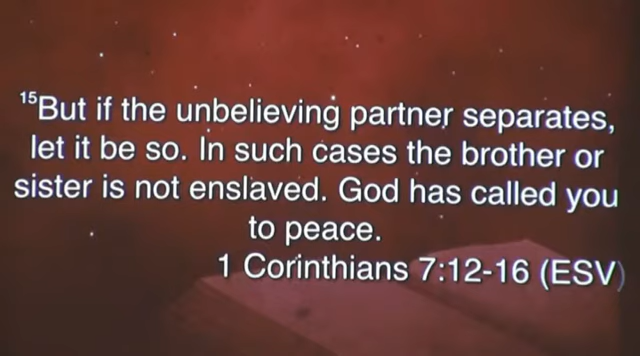 ¹⁵But if the unbelieving partner separates,
let it be so. In such cases the brother or
sister is not enslaved. God has called you
to peace.
1 Corinthians 7:12-16 (ESV)